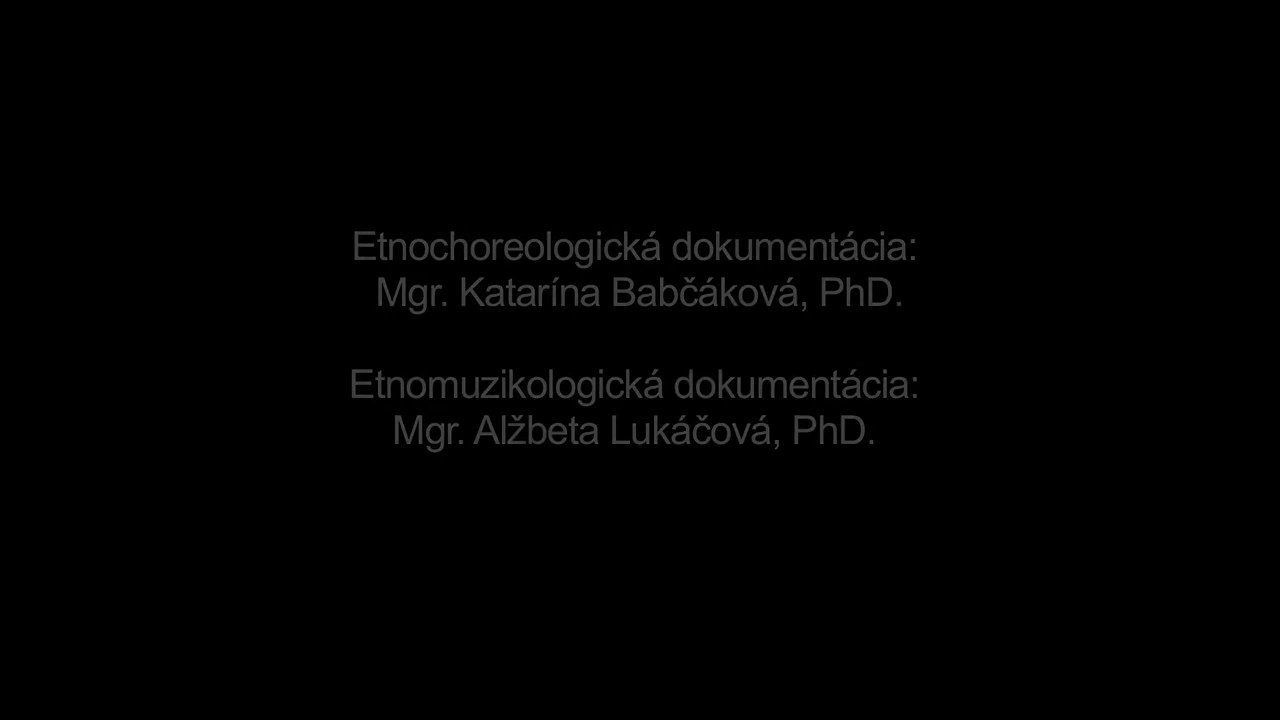 Etnochoreologická dokumentácia:
Mgr. Katarína Babčáková, PhD.
Etnomuzikologická dokumentácia:
Mgr. Alžbeta Lukáčová, PhD.